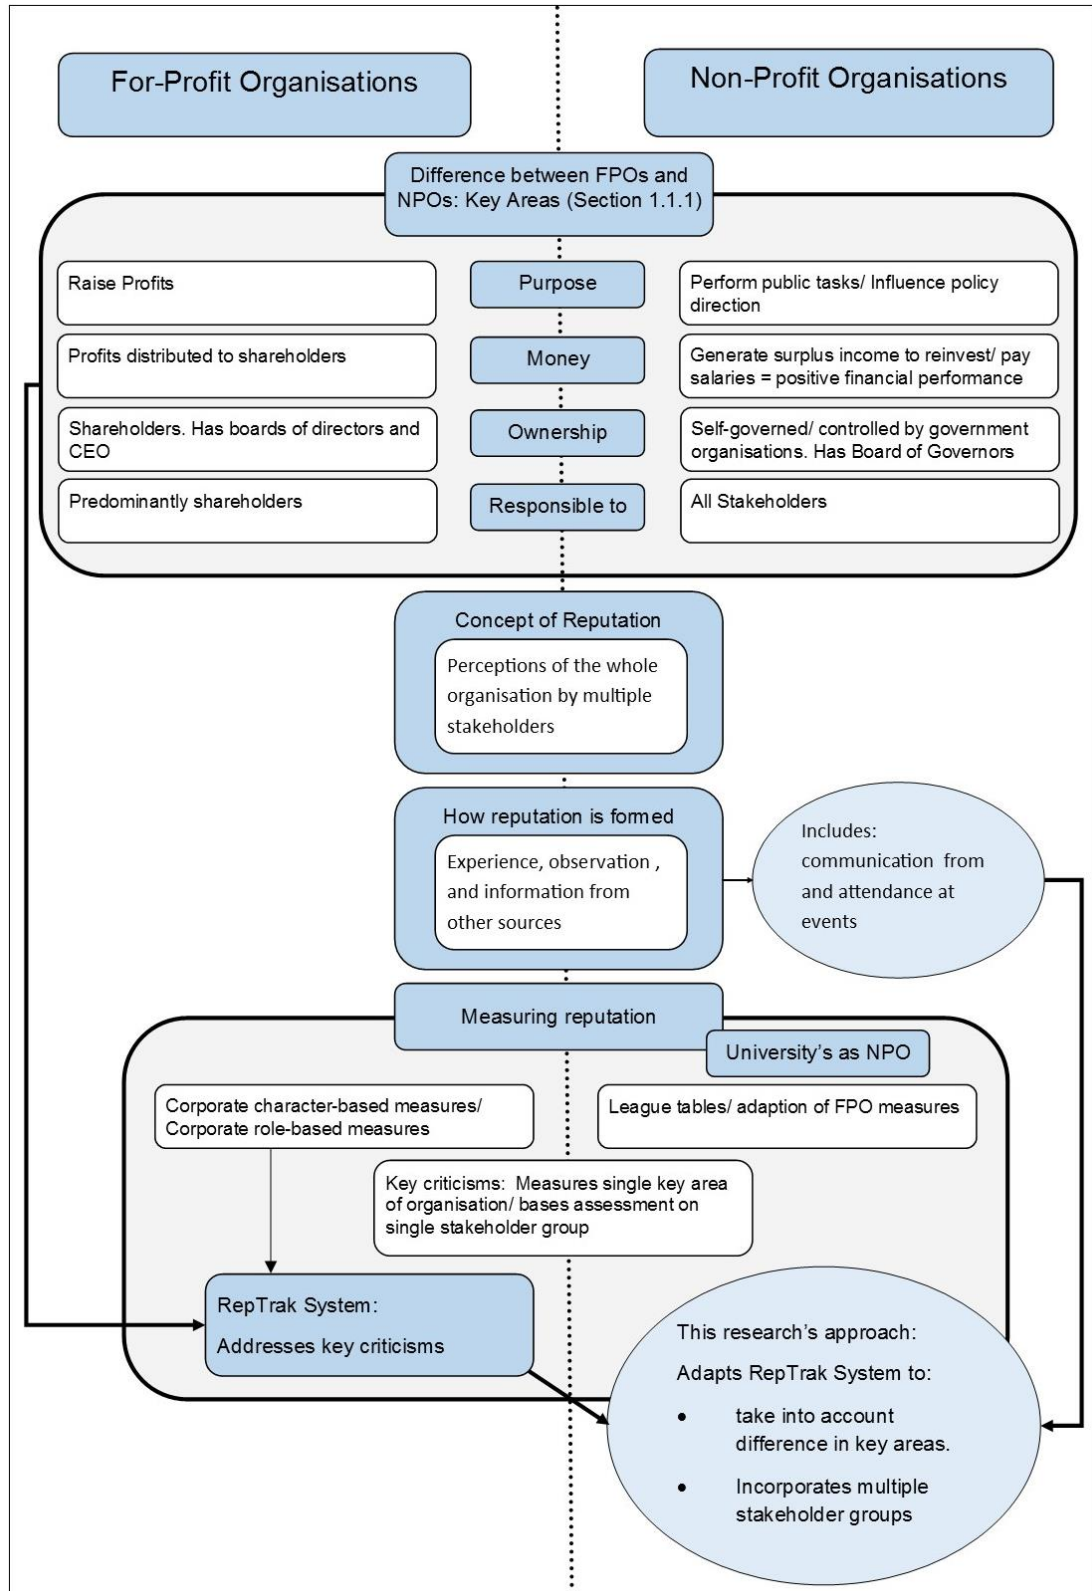 For-Profit Organisations
Non-Profit Organisations
Difference between FPOs and
NPOs: Key Areas (Section 1.1.1)
Raise Profits
Purpose
Perform public tasks/ Influence policy
direction
Profits distributed to shareholders
Money
Generate surplus income to reinvest/ pay
salaries = positive financial performance
Shareholders. Has boards of directors and
CEO
Ownership
Self-governed/ controlled by government
organisations. Has Board of Governors
Predominantly shareholders
Responsible to
All Stakeholders
Concept of Reputation
Perceptions of the whole
organisation by multiple
stakeholders
How reputation is formed
Experience, observation ,
and information from
other sources
Includes:
communication from
and attendance at
events
Measuring reputation
University's as NPO
Corporate character-based measures/
Corporate role-based measures
League tables/ adaption of FPO measures
Key criticisms: Measures single key area
of organisation/ bases assessment on
single stakeholder group
RepTrak System:
Addresses key criticisms
This research's approach:
Adapts RepTrak System to:
• take into account
difference in key areas.
• Incorporates multiple
stakeholder groups